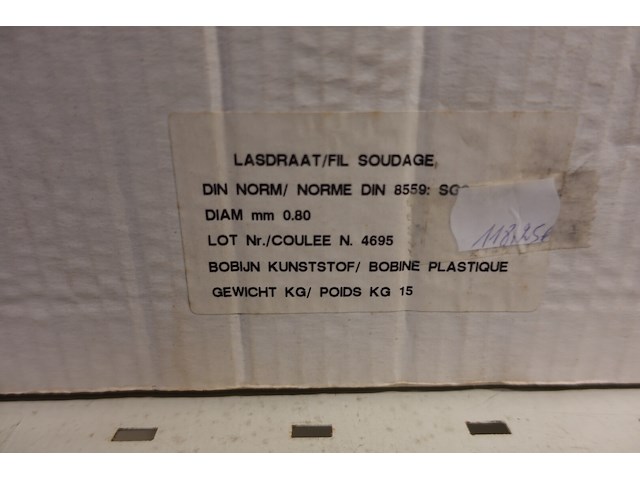 LASDRAAT/FIL SOUDAGE
DIN NORM/ NORME DIN 8559:
DIAM mm 0.80
LOT Nr./COULEE N. 4695
BOBIJN KUNSTSTOF/ BOBINE PLASTIQUE
GEWICHT KG/ POIDS KG 15